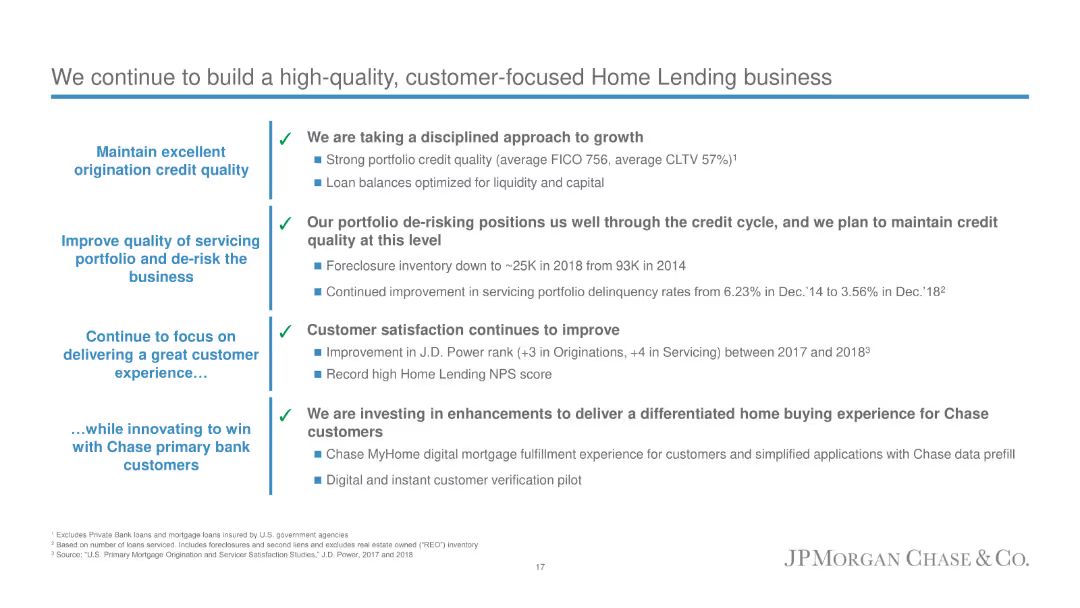 We continue to build a high-quality, customer-focused Home Lending business
Maintain excellent
origination credit quality
✓ We are taking a disciplined approach to growth
■ Strong portfolio credit quality (average FICO 756, average CLTV 57%)¹
■ Loan balances optimized for liquidity and capital
Improve quality of servicing
portfolio and de-risk the
business
✓ Our portfolio de-risking positions us well through the credit cycle, and we plan to maintain credit
quality at this level
■ Foreclosure inventory down to ~25K in 2018 from 93K in 2014
■ Continued improvement in servicing portfolio delinquency rates from 6.23% in Dec.'14 to 3.56% in Dec.'18²
Continue to focus on
delivering a great customer
experience…
✓ Customer satisfaction continues to improve
■ Improvement in J.D. Power rank (+3 in Originations, +4 in Servicing) between 2017 and 2018³
■ Record high Home Lending NPS score
…while innovating to win
with Chase primary bank
customers
✓ We are investing in enhancements to deliver a differentiated home buying experience for Chase
customers
■ Chase MyHome digital mortgage fulfillment experience for customers and simplified applications with Chase data prefill
■ Digital and instant customer verification pilot
¹ Excludes Private Bank loans and mortgage loans insured by U.S. government agencies
² Based on number of loans serviced. Includes foreclosures and second liens and excludes real estate owned ("REO") inventory
³ Source: "U.S. Primary Mortgage Origination and Servicer Satisfaction Studies," J.D. Power, 2017 and 2018
17
JPMORGAN CHASE & CO.